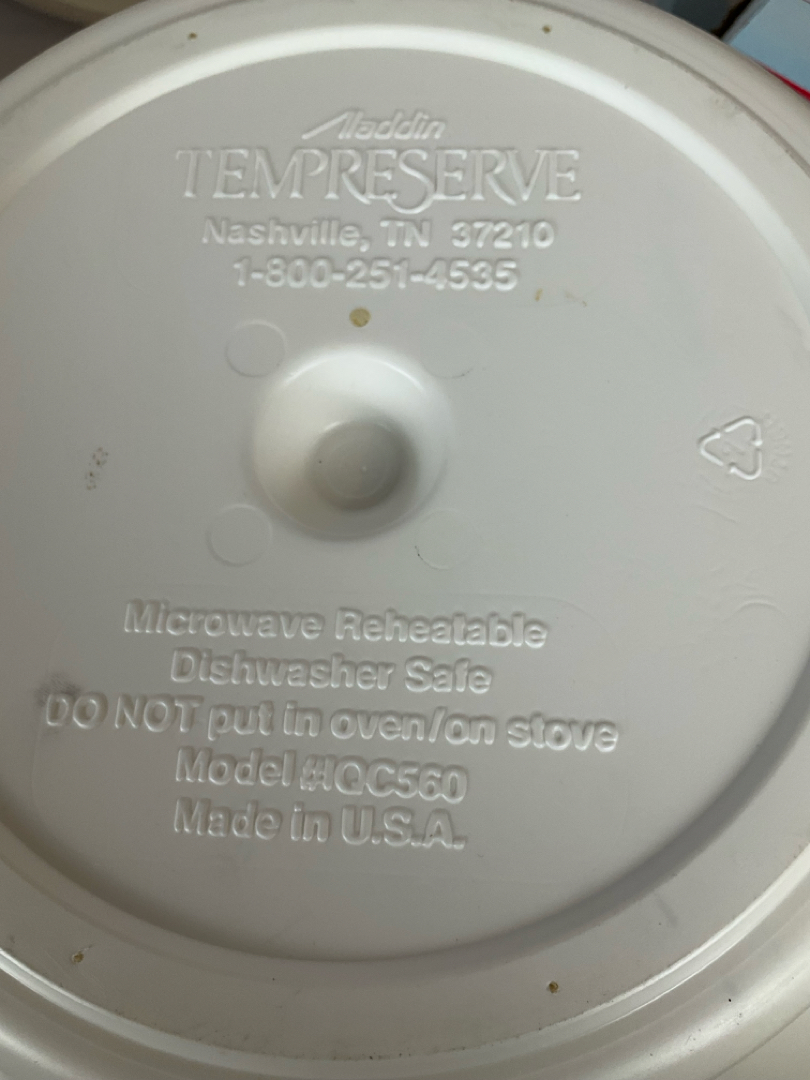 Aladdin
TEMPRESERVE
Nashville, TN 37210
1-800-251-4535
Microwave Reheatable
Dishwasher Safe
DO NOT put in oven/on stove
Model #IQC560
Made in U.S.A.